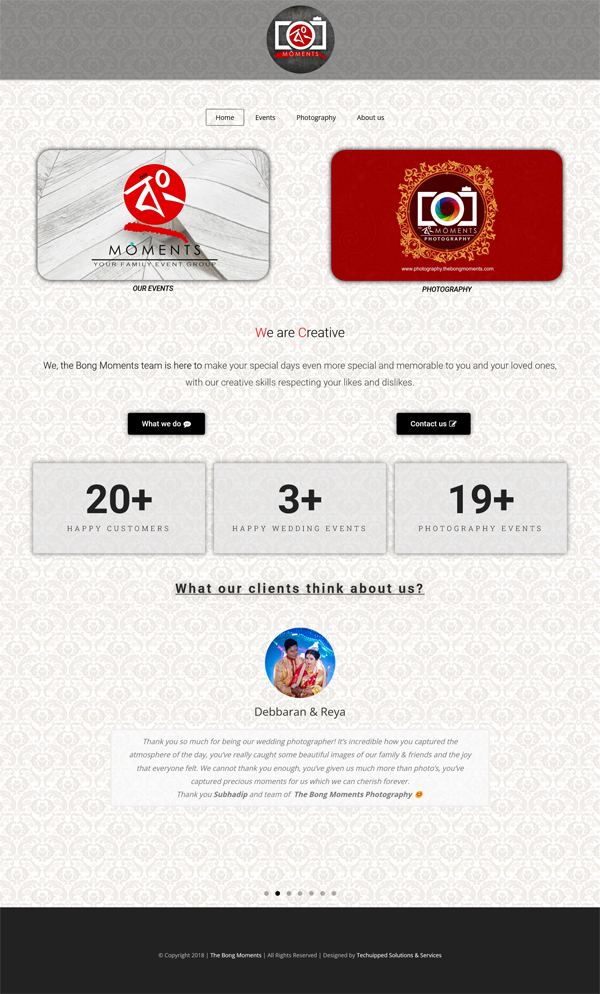 MOMENTS
Home Events Photography About us
MOMENTS
YOUR FAMILY EVENT GROUP
MOMENTS
PHOTOGRAPHY
www.photography.thebongmoments.com
OUR EVENTS
PHOTOGRAPHY
We are Creative
We, the Bong Moments team is here to make your special days even more special and memorable to you and your loved ones,
with our creative skills respecting your likes and dislikes.
What we do
Contact us
20+
HAPPY CUSTOMERS
3+
HAPPY WEDDING EVENTS
19+
PHOTOGRAPHY EVENTS
What our clients think about us?
Debbaran & Reya
Thank you so much for being our wedding photographer! It's incredible how you captured the
atmosphere of the day, you've really caught some beautiful images of our family & friends and the joy
that everyone felt. We cannot thank you enough, you've given us much more than photo's, you've
captured precious moments for us which we can cherish forever.
Thank you Subhadip and team of The Bong Moments Photography 😊
© Copyright 2018 | The Bong Moments | All Rights Reserved | Designed by Techuipped Solutions & Services